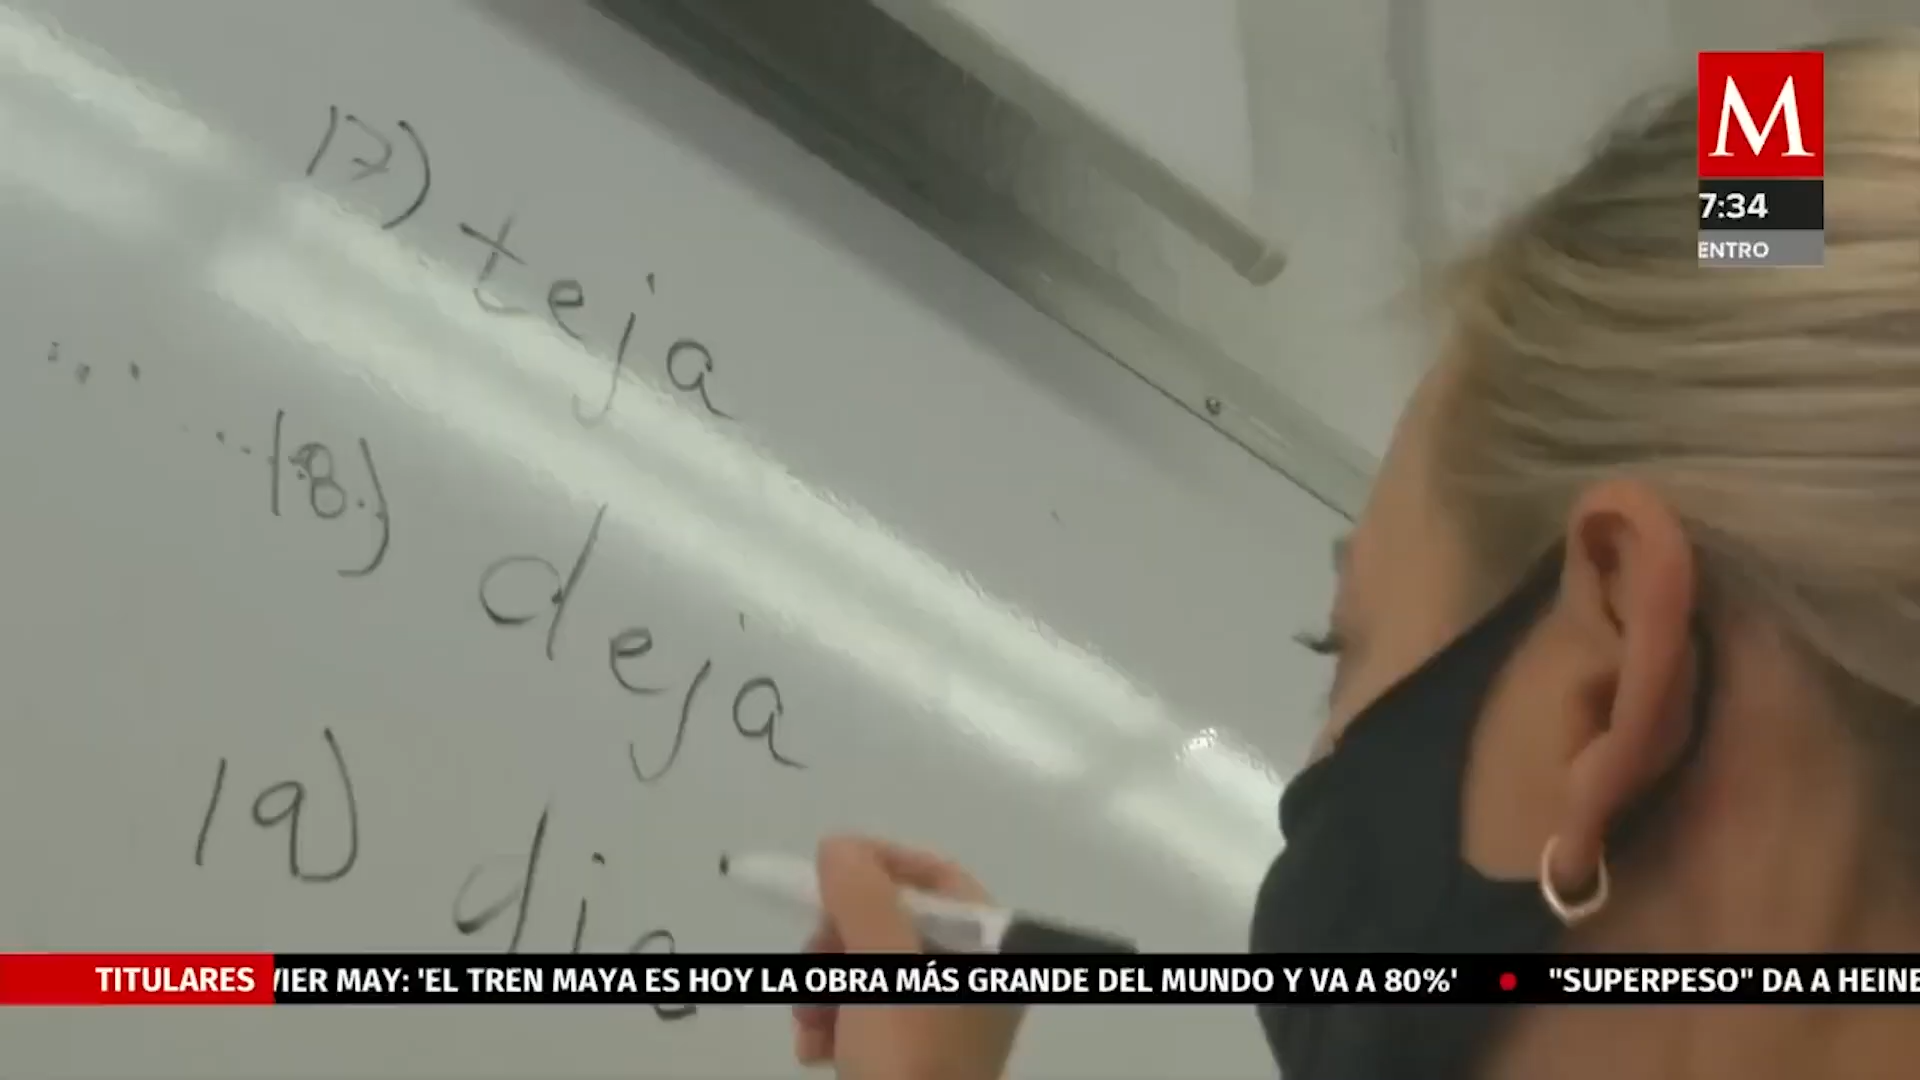 M
7:34
ENTRO
17) teja
18) deja
19)
TITULARES VIER MAY: 'EL TREN MAYA ES HOY LA OBRA MÁS GRANDE DEL MUNDO Y VA A 80%' • "SUPERPESO" DA A HEINE